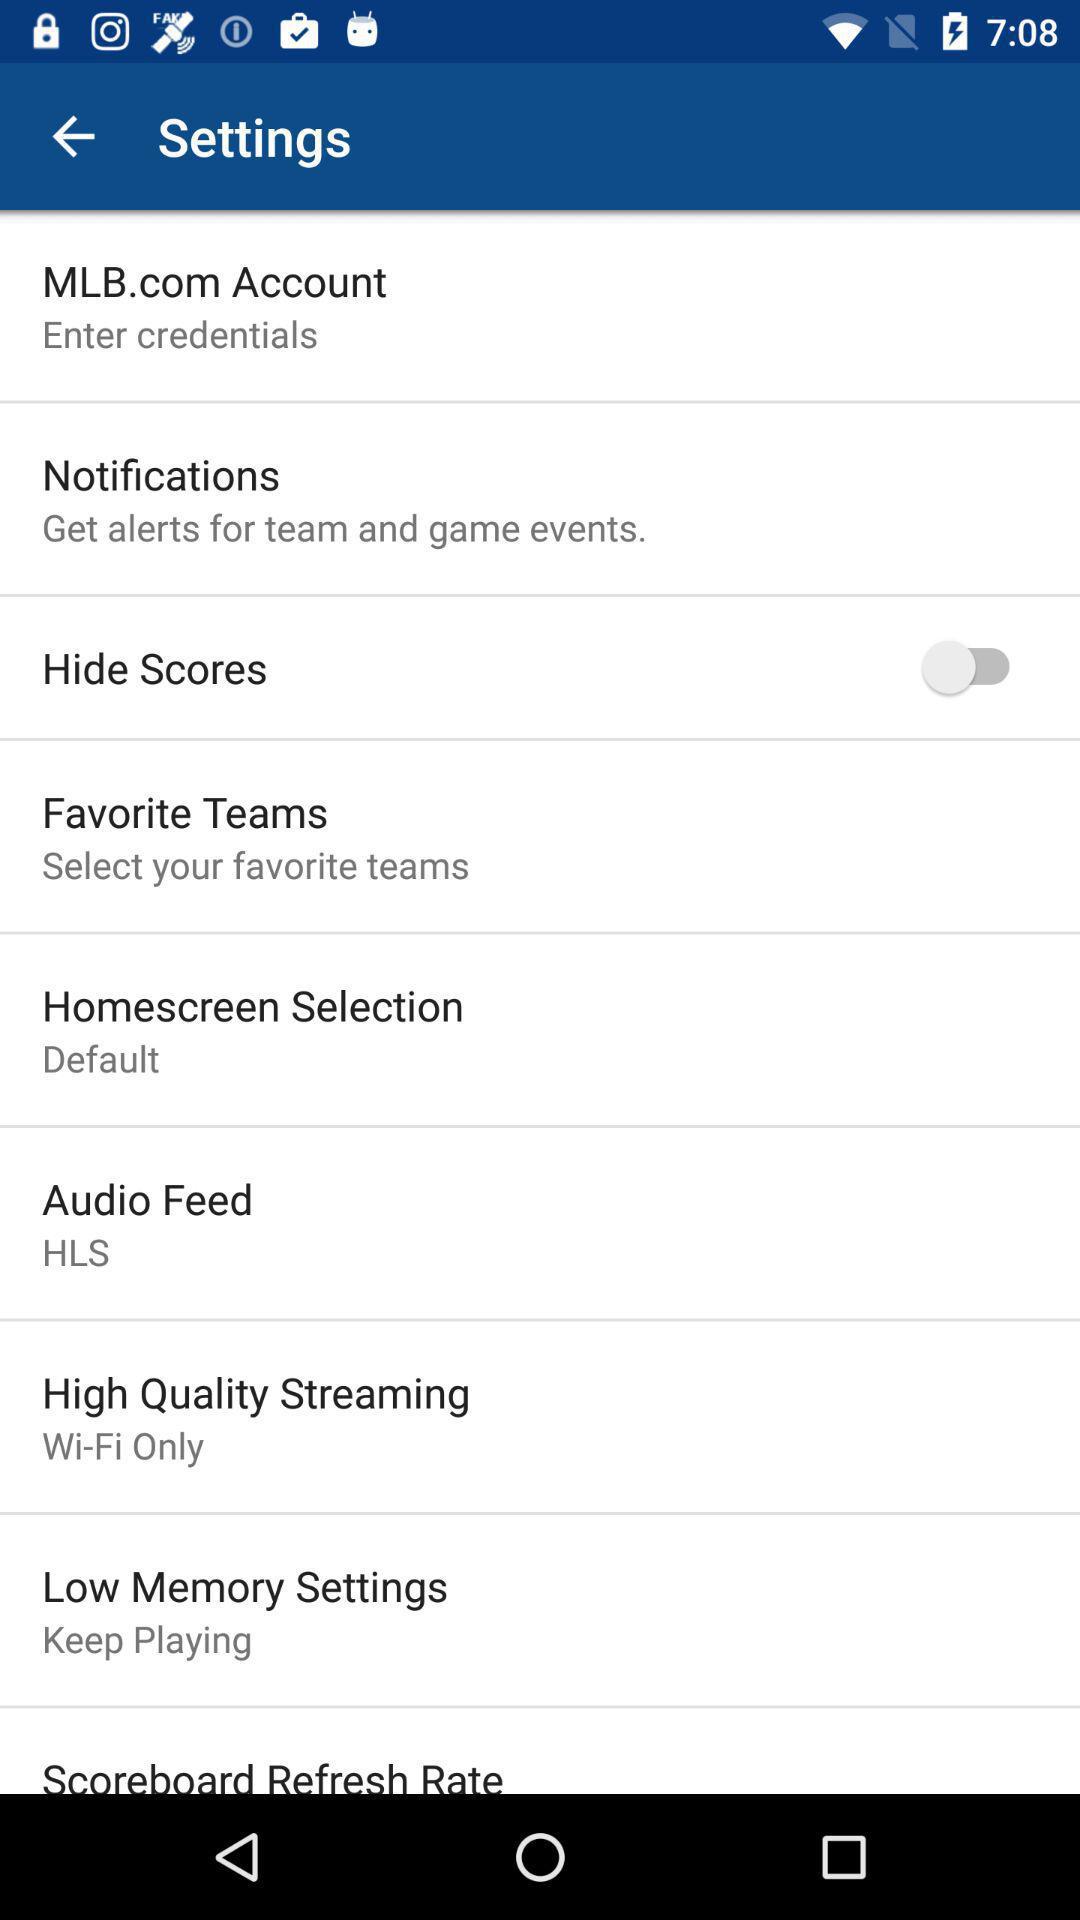 FAKE
7:08
Settings
MLB.com Account
Enter credentials
Notifications
Get alerts for team and game events.
Hide Scores
Favorite Teams
Select your favorite teams
Homescreen Selection
Default
Audio Feed
HLS
High Quality Streaming
Wi-Fi Only
Low Memory Settings
Keep Playing
Scoreboard Refresh Rate